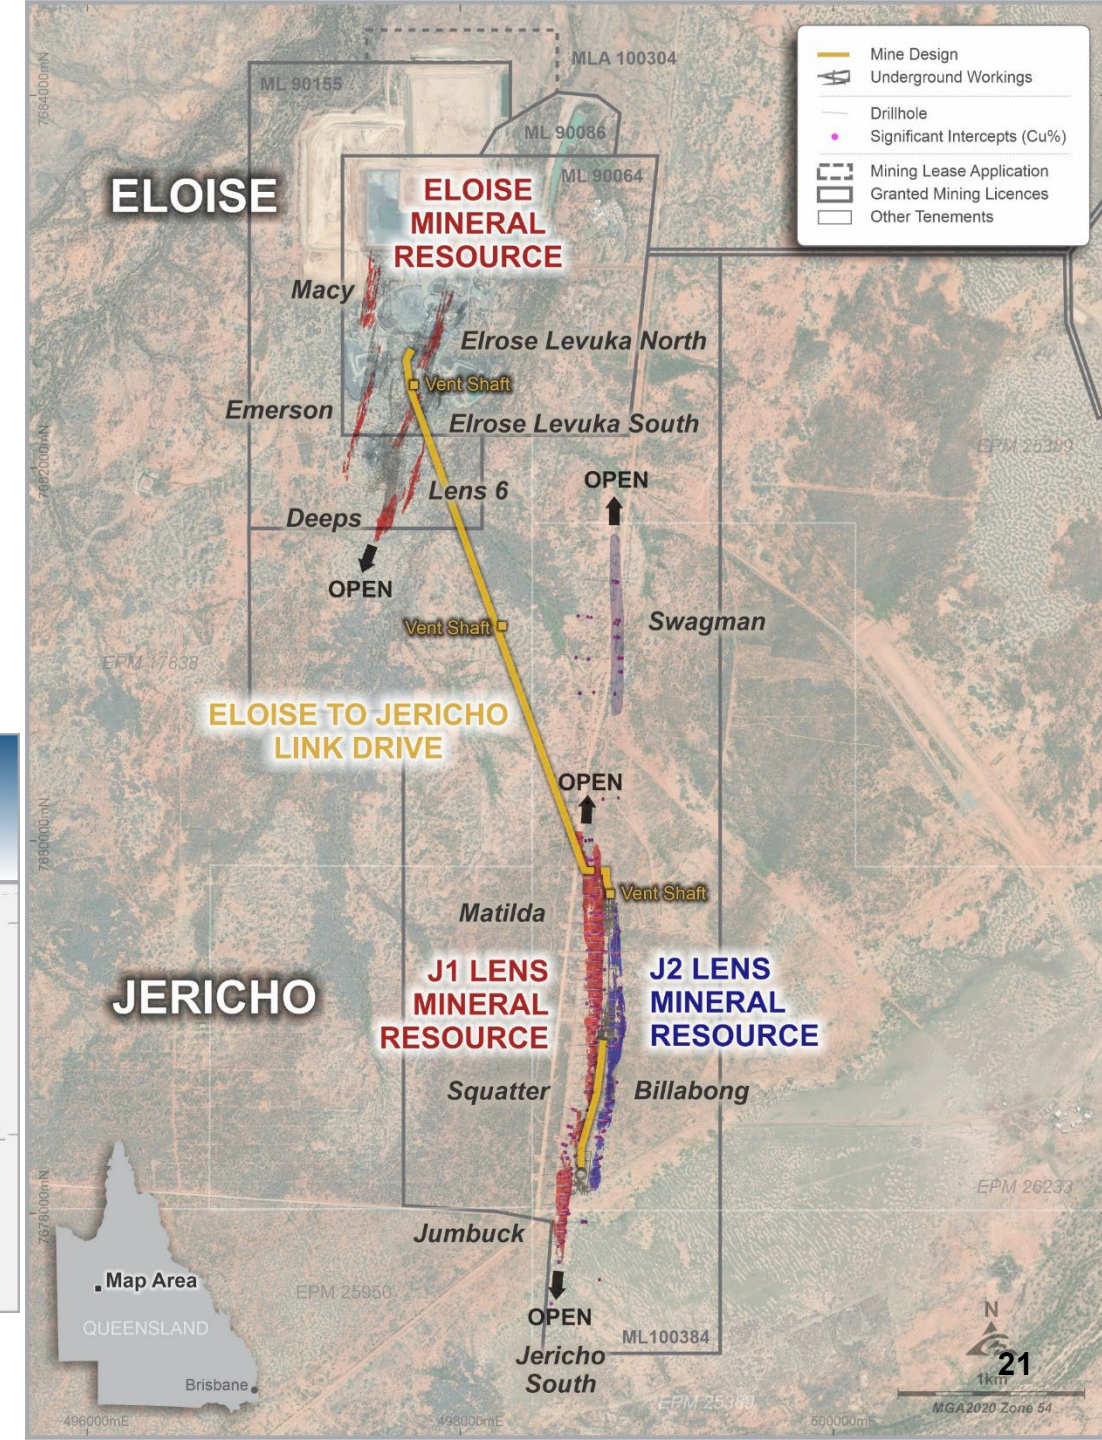 Mine Design
Underground Workings
Drillhole
Significant Intercepts (Cu%)
Mining Lease Application
Granted Mining Licences
Other Tenements
7684000mN
MLA 100304
ML 90155
ML 90086
ML 90064
ELOISE
ELOISE
MINERAL
RESOURCE
Macy
Elrose Levuka North
Vent Shaft
Emerson
Elrose Levuka South
7682000mN
EPM 25389
OPEN
Lens 6
Deeps
OPEN
Vent Shaft
Swagman
EPM 17838
ELOISE TO JERICHO
LINK DRIVE
OPEN
7680000mN
Vent Shaft
Matilda
J1 LENS
MINERAL
RESOURCE
J2 LENS
MINERAL
RESOURCE
JERICHO
Squatter
Billabong
7678000mN
EPM 26233
Jumbuck
Map Area
QUEENSLAND
Brisbane
EPM 25950
OPEN
ML100384
Jericho
South
N
21
1km
MGA2020 Zone 54
EPM 25389
496000mE
498000mE
500000mE